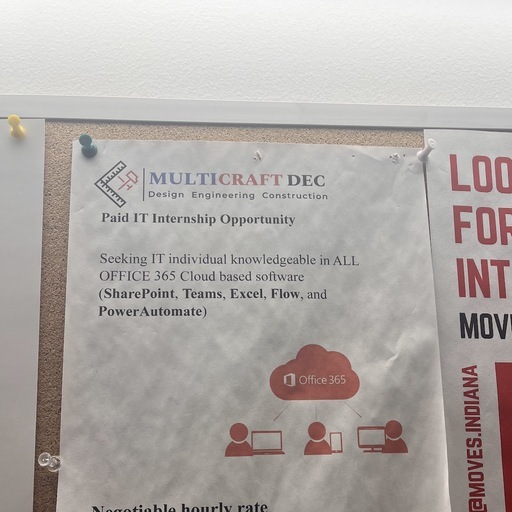 MULTICRAFT DEC
Design Engineering Construction
Paid IT Internship Opportunity
Seeking IT individual knowledgeable in ALL
OFFICE 365 Cloud based software
(SharePoint, Teams, Excel, Flow, and
PowerAutomate)
Office 365
Negotiable hourly rate
LOO
FOR
INT
MOV
@MOVES.INDIANA